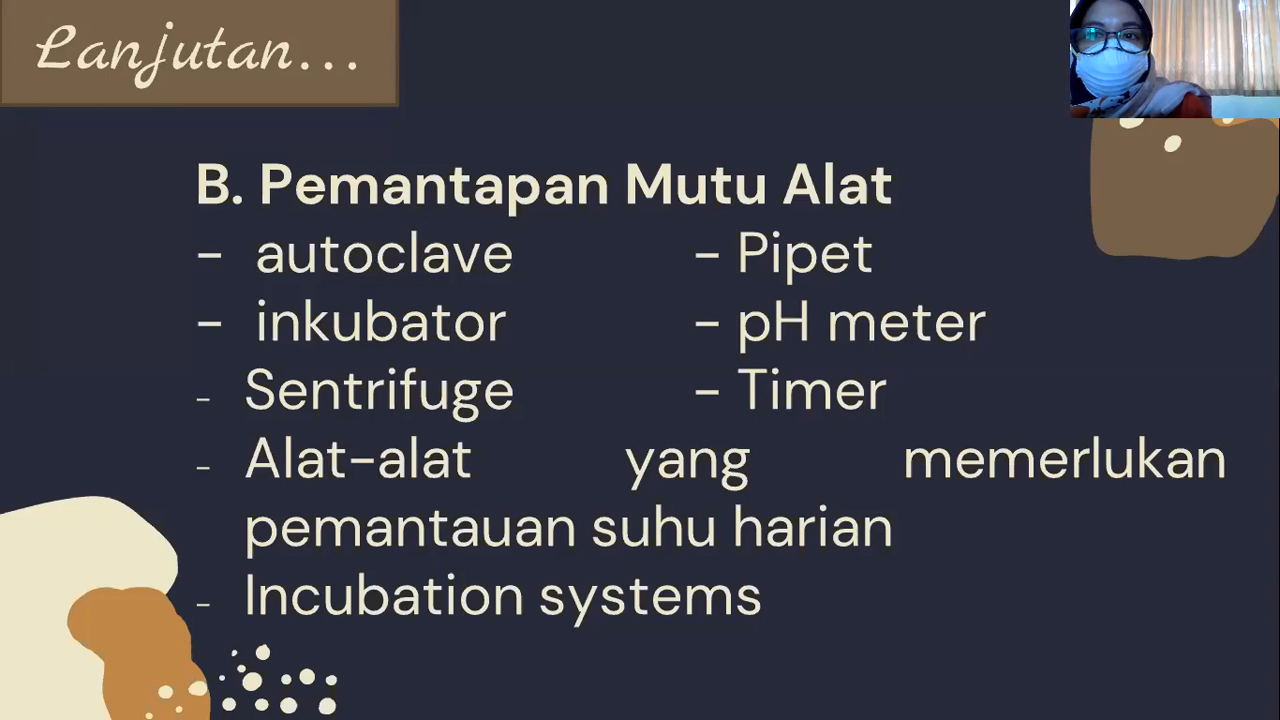 Lanjutan...
B. Pemantapan Mutu Alat
- autoclave - Pipet
- inkubator - pH meter
- Sentrifuge - Timer
- Alat-alat yang memerlukan
pemantauan suhu harian
- Incubation systems